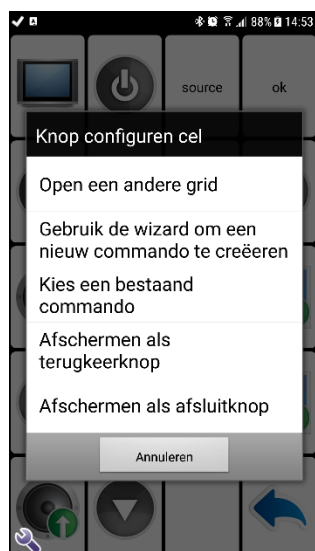 88% 14:53
source
ok
Knop configuren cel
Open een andere grid
Gebruik de wizard om een
nieuw commando te creëeren
Kies een bestaand
commando
Afschermen als
terugkeerknop
Afschermen als afsluitknop
Annuleren